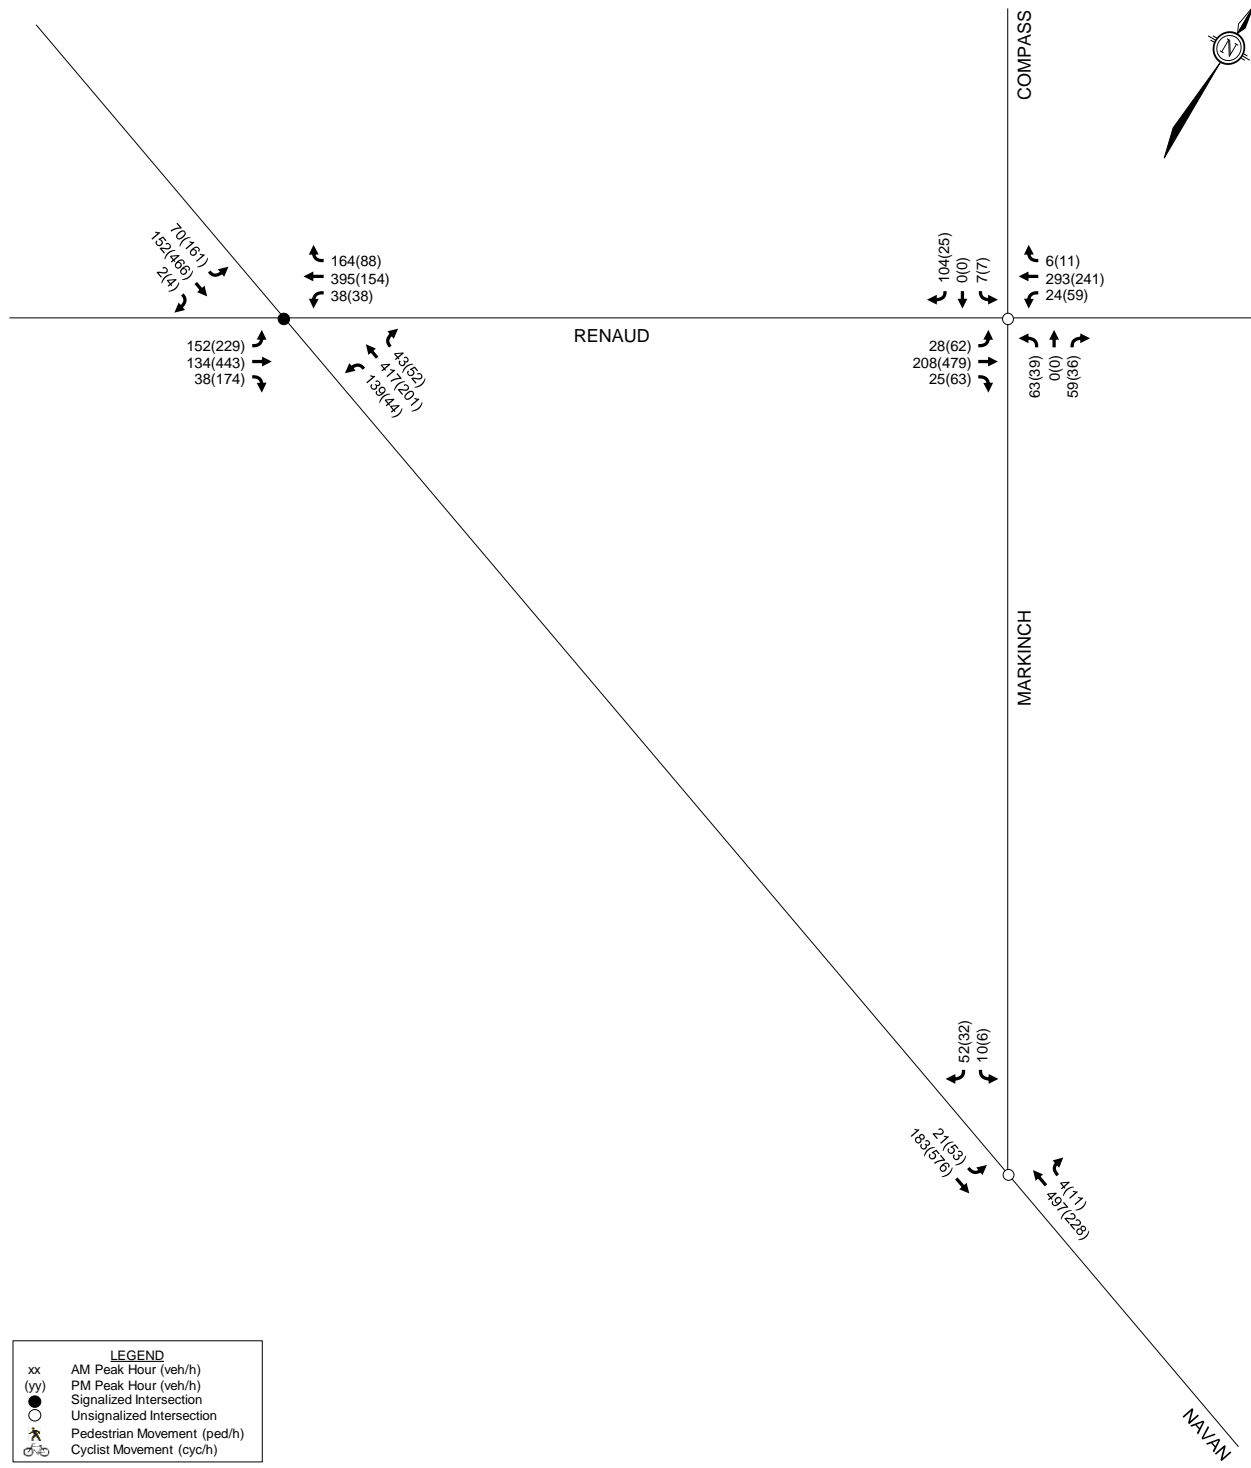 COMPASS
N
70(161)
152(466)
2(4)
164(88)
395(154)
38(38)
104(25)
0(0)
7(7)
6(11)
293(241)
24(59)
RENAUD
152(229)
134(443)
38(174)
43(52)
417(201)
139(44)
28(62)
208(479)
25(63)
63(39)
0(0)
59(36)
MARKINCH
52(32)
10(6)
21(53)
183(576)
4(11)
497(228)
NAVAN
LEGEND
xx AM Peak Hour (veh/h)
(yy) PM Peak Hour (veh/h)
Signalized Intersection
Unsignalized Intersection
Pedestrian Movement (ped/h)
Cyclist Movement (cyc/h)